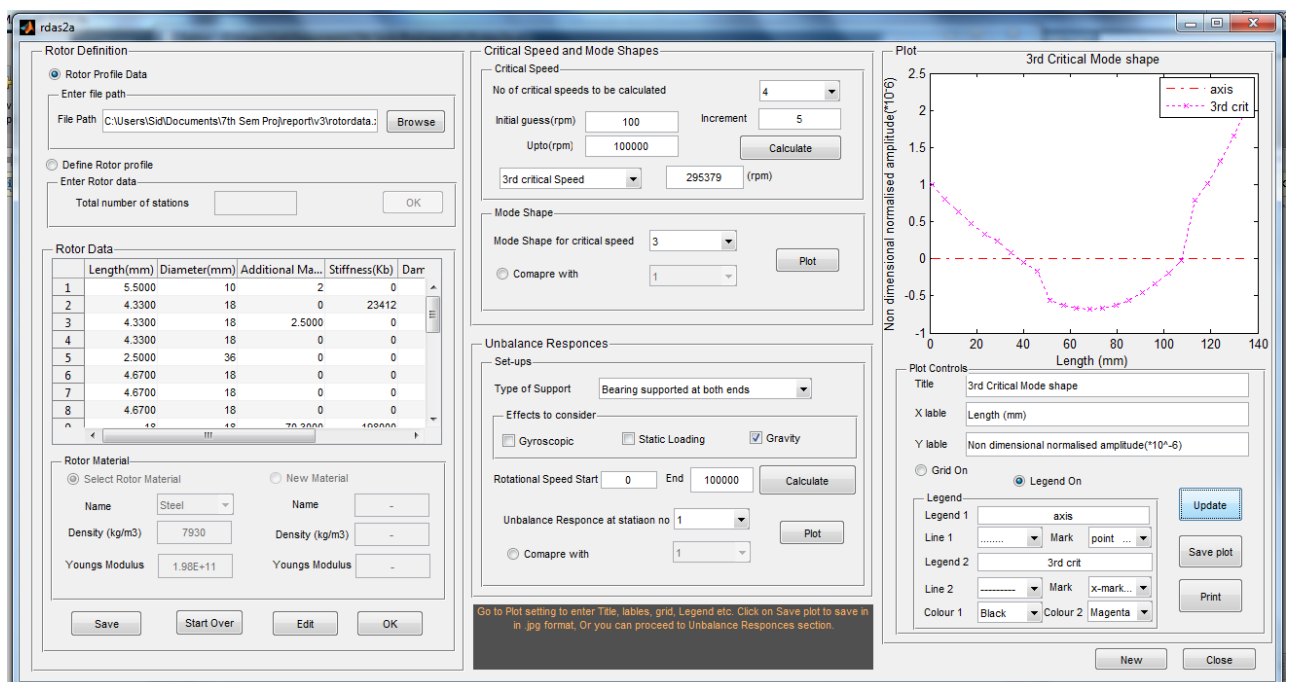 rdas2a
Rotor Definition
Rotor Profile Data
Enter file path
File Path C:\Users\Sid\Documents\7th Sem Proj\report\v3\rotordata. Browse
Define Rotor profile
Enter Rotor data
Total number of stations OK
Rotor Data
Length(mm) Diameter(mm) Additional Ma... Stiffness(Kb) Dam
1 5.5000 10 2 0
2 4.3300 18 0 23412
3 4.3300 18 2.5000 0
4 4.3300 18 0 0
5 2.5000 36 0 0
6 4.6700 18 0 0
7 4.6700 18 0 0
8 4.6700 18 0 0
Rotor Material
Select Rotor Material New Material
Name Steel Name -
Density (kg/m3) 7930 Density (kg/m3) -
Youngs Modulus 1.98E+11 Youngs Modulus -
Save Start Over Edit OK
Critical Speed and Mode Shapes
Critical Speed
No of critical speeds to be calculated 4
Initial guess(rpm) 100 Increment 5
Upto(rpm) 100000 Calculate
3rd critical Speed 295379 (rpm)
Mode Shape
Mode Shape for critical speed 3
Plot
Comapre with 1
Unbalance Responces
Set-ups
Type of Support Bearing supported at both ends
Effects to consider
Gyroscopic Static Loading Gravity
Rotational Speed Start 0 End 100000 Calculate
Unbalance Responce at statiaon no 1
Plot
Comapre with 1
Go to Plot setting to enter Title, lables, grid, Legend etc. Click on Save plot to save in
in .jpg format, Or you can proceed to Unbalance Responces section.
Plot
3rd Critical Mode shape
axis
3rd crit
Non dimensional normalised amplitude(*10^-6)
2.5
2
1.5
1
0.5
0
-0.5
-1
0 20 40 60 80 100 120 140
Length (mm)
Plot Controls
Title 3rd Critical Mode shape
X lable Length (mm)
Y lable Non dimensional normalised amplitude(*10^-6)
Grid On
Legend On
Legend
Legend 1 axis
Line 1 ........ Mark point ...
Legend 2 3rd crit
Line 2 --------- Mark x-mark...
Colour 1 Black Colour 2 Magenta
Update
Save plot
Print
New Close